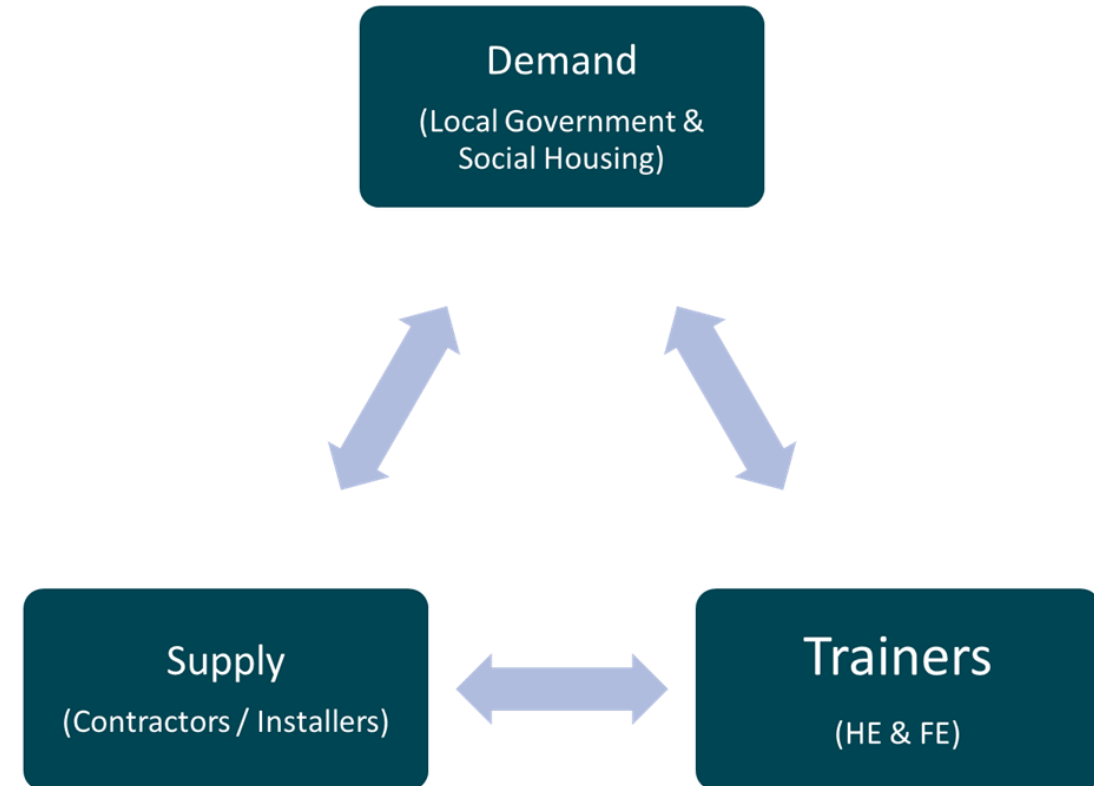 Demand
(Local Government &
Social Housing)
Supply
(Contractors / Installers)
Trainers
(HE & FE)